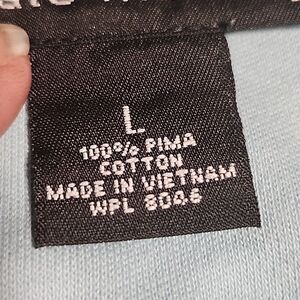 L
100% PIMA
COTTON
MADE IN VIETNAM
WPL 8046